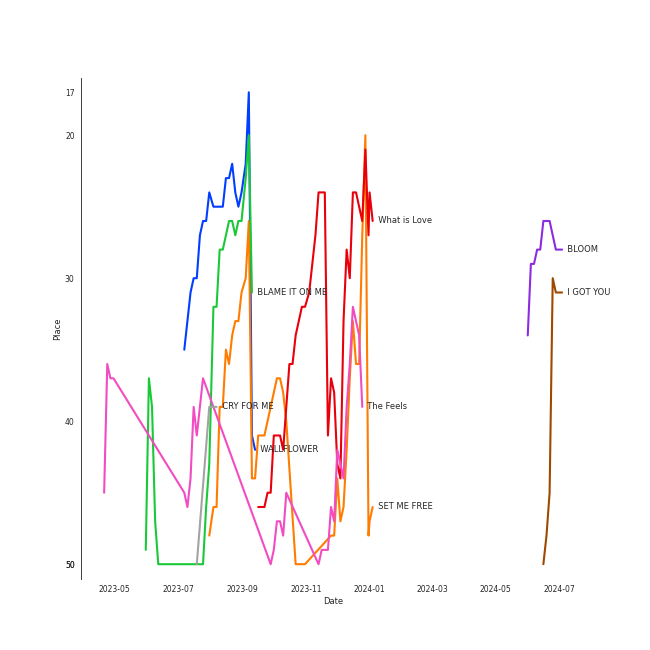 17
20
What is Love
BLOOM
30
BLAME IT ON ME
I GOT YOU
Place
40
CRY FOR ME
The Feels
WALLFLOWER
SET ME FREE
50
2023-05
2023-07
2023-09
2023-11
2024-01
2024-03
2024-05
2024-07
Date